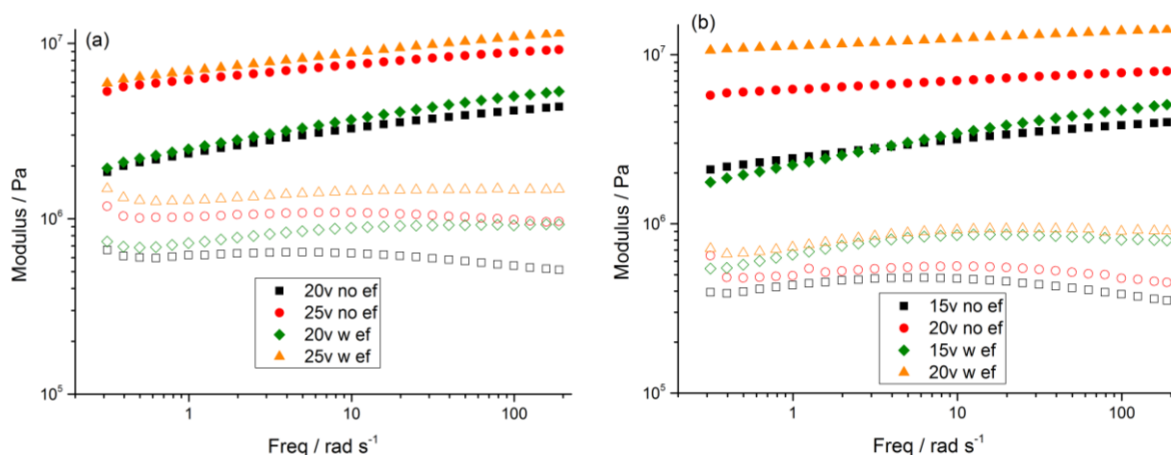 (a)
10⁷
10⁶
10⁵
Modulus / Pa
20v no ef
25v no ef
20v w ef
25v w ef
1
10
100
Freq / rad s⁻¹
(b)
10⁷
10⁶
10⁵
Modulus / Pa
15v no ef
20v no ef
15v w ef
20v w ef
1
10
100
Freq / rad s⁻¹